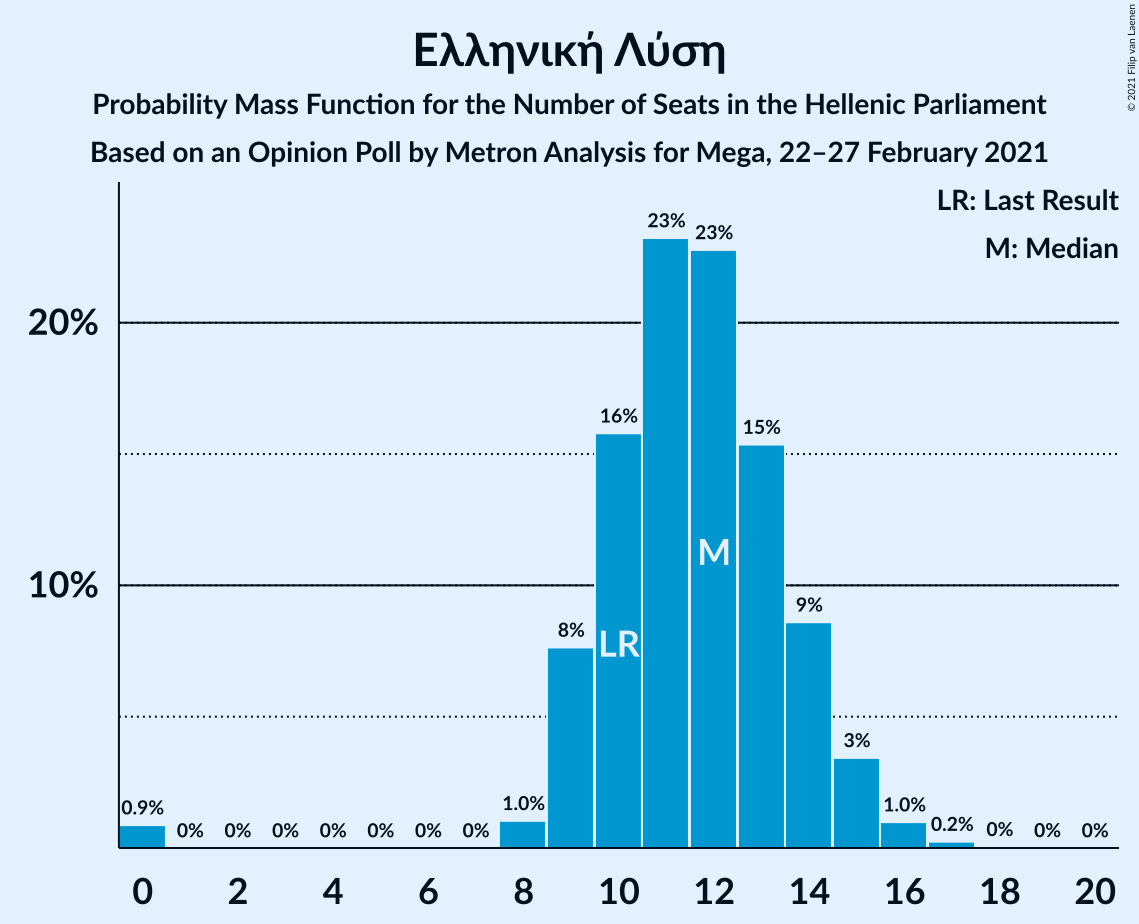 Ελληνική Λύση
Probability Mass Function for the Number of Seats in the Hellenic Parliament
Based on an Opinion Poll by Metron Analysis for Mega, 22–27 February 2021
© 2021 Filip van Laenen
LR: Last Result
M: Median
20%
10%
0.9%
0%
0%
0%
0%
0%
0%
0%
1.0%
8%
16%
23%
23%
15%
9%
3%
1.0%
0.2%
0%
0%
0%
LR
M
0 2 4 6 8 10 12 14 16 18 20